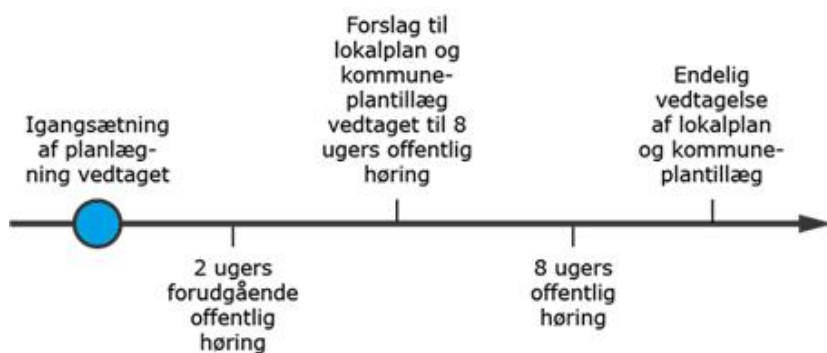 Igangsætning
af planlæg-
ning vedtaget
2 ugers
forudgående
offentlig
høring
Forslag til
lokalplan og
kommune-
plantillæg
vedtaget til 8
ugers offentlig
høring
8 ugers
offentlig
høring
Endelig
vedtagelse
af lokalplan
og kommune-
plantillæg